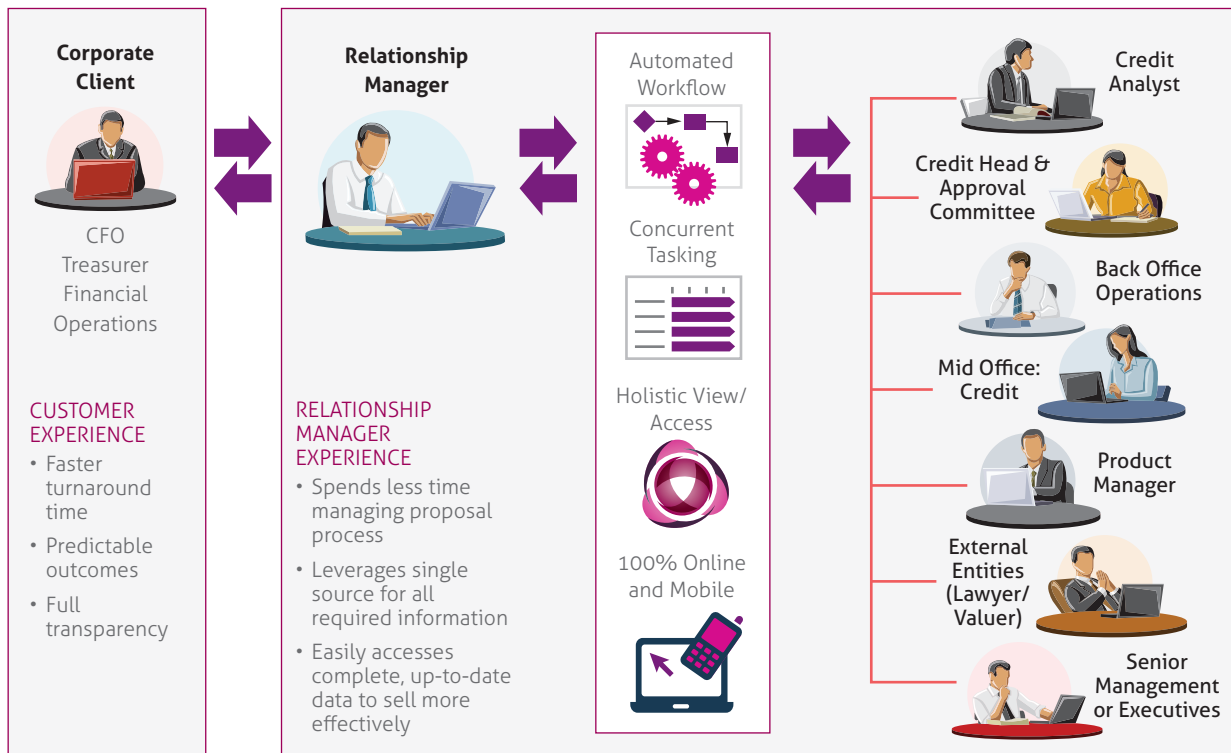 Corporate
Client
CFO
Treasurer
Financial
Operations
CUSTOMER
EXPERIENCE
• Faster
turnaround
time
• Predictable
outcomes
• Full
transparency
Relationship
Manager
RELATIONSHIP
MANAGER
EXPERIENCE
• Spends less time
managing proposal
process
• Leverages single
source for all
required information
• Easily accesses
complete, up-to-date
data to sell more
effectively
Automated
Workflow
Concurrent
Tasking
Holistic View/
Access
100% Online
and Mobile
Credit
Analyst
Credit Head &
Approval
Committee
Back Office
Operations
Mid Office:
Credit
Product
Manager
External
Entities
(Lawyer/
Valuer)
Senior
Management
or Executives